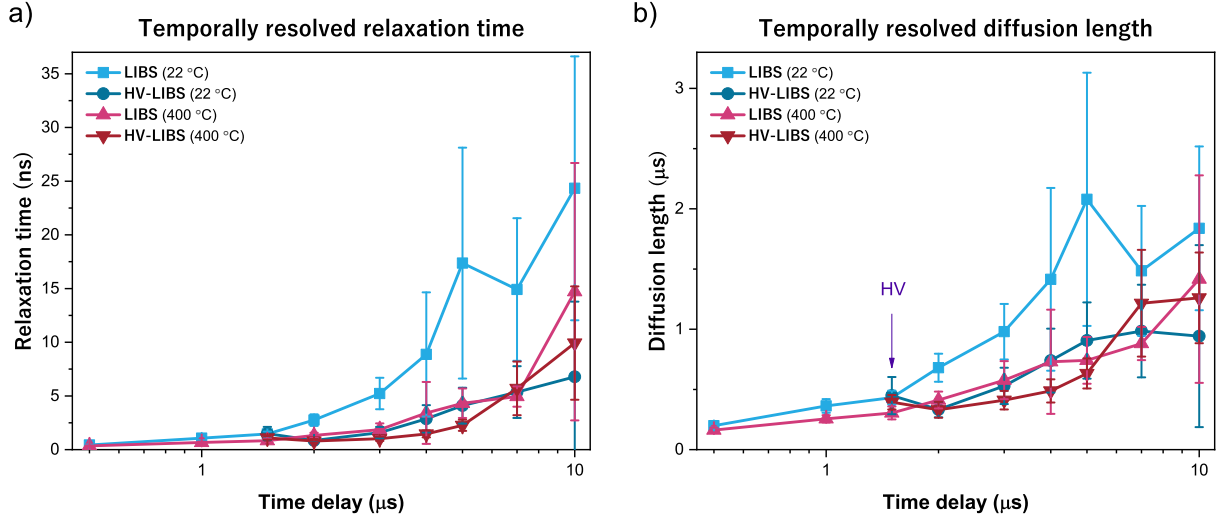 a)
Temporally resolved relaxation time
LIBS (22 °C)
HV-LIBS (22 °C)
LIBS (400 °C)
HV-LIBS (400 °C)
Relaxation time (ns)
35
30
25
20
15
10
5
0
1
10
Time delay (μs)
b)
Temporally resolved diffusion length
LIBS (22 °C)
HV-LIBS (22 °C)
LIBS (400 °C)
HV-LIBS (400 °C)
HV
Diffusion length (μs)
3
2
1
0
1
10
Time delay (μs)